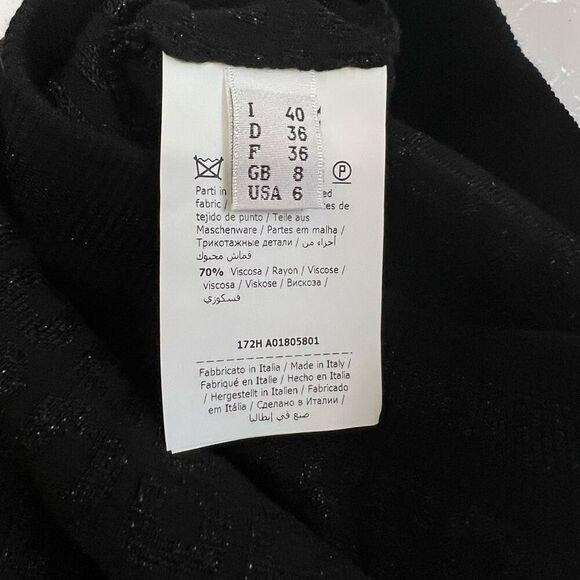 I 40
D 36
F 36
GB 8
USA 6
P
Parti in
fabric /
tejido de punto / Teile aus
Maschenware / Partes em malha /
Трикотажные детали / أجزاء من
قماش محبوك
70% Viscosa / Rayon / Viscose /
viscosa / Viskose / Вискоза /
فسكوزي
172H A01805801
Fabbricato in Italia / Made in Italy /
Fabriqué en Italie / Hecho en Italia
/ Hergestellt in Italien / Fabricado
em Itália / Сделано в Италии /
صنع في إيطاليا